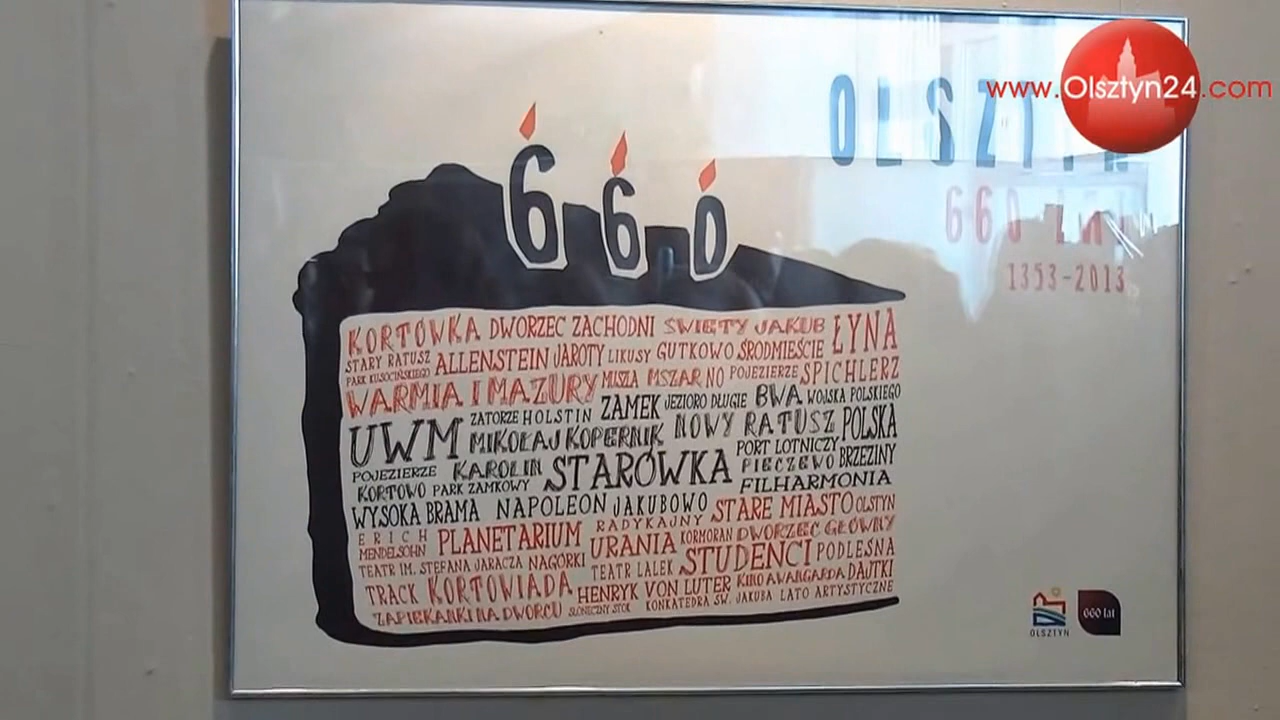 www.Olsztyn24.com
OLSZTYN
660 LAT
1353-2013
660
KORTÓWKA DWORZEC ZACHODNI ŚWIĘTY JAKUB ŁYNA
STARY RATUSZ ALLENSTEIN JAROTY LIKUSY GUTKOWO ŚRODMIEŚCIE
PARK KUSOCIŃSKIEGO
WARMIA I MAZURY MSZAR NO POJEZIERZE SPICHLERZ
ZATORZE HOLSTIN ZAMEK JEZIORO DŁUGIE BWA WOJSKA POLSKIEGO
UWM MIKOŁAJ KOPERNIK NOWY RATUSZ POLSKA
POJEZIERZE KAROLIN STARÓWKA PORT LOTNICZY
PIECZEWO BRZEZINY
KORTOWO PARK ZAMKOWY FILHARMONIA
WYSOKA BRAMA NAPOLEON JAKUBOWO STARE MIASTO OLSTYN
ERICH MENDELSOHN PLANETARIUM RADYKAJNY KORMORAN DWORZEC GŁÓWNY
URANIA STUDENCI PODLEŚNA
TEATR IM. STEFANA JARACZA NAGÓRKI TEATR LALEK
TRACK KORTOWIADA HENRYK VON LUTER KINO AWANGARDA DAJTKI
ZAPIEKANKI NA DWORCU SŁONECZNY STOK KONKATEDRA ŚW. JAKUBA LATO ARTYSTYCZNE
OLSZTYN
660 lat